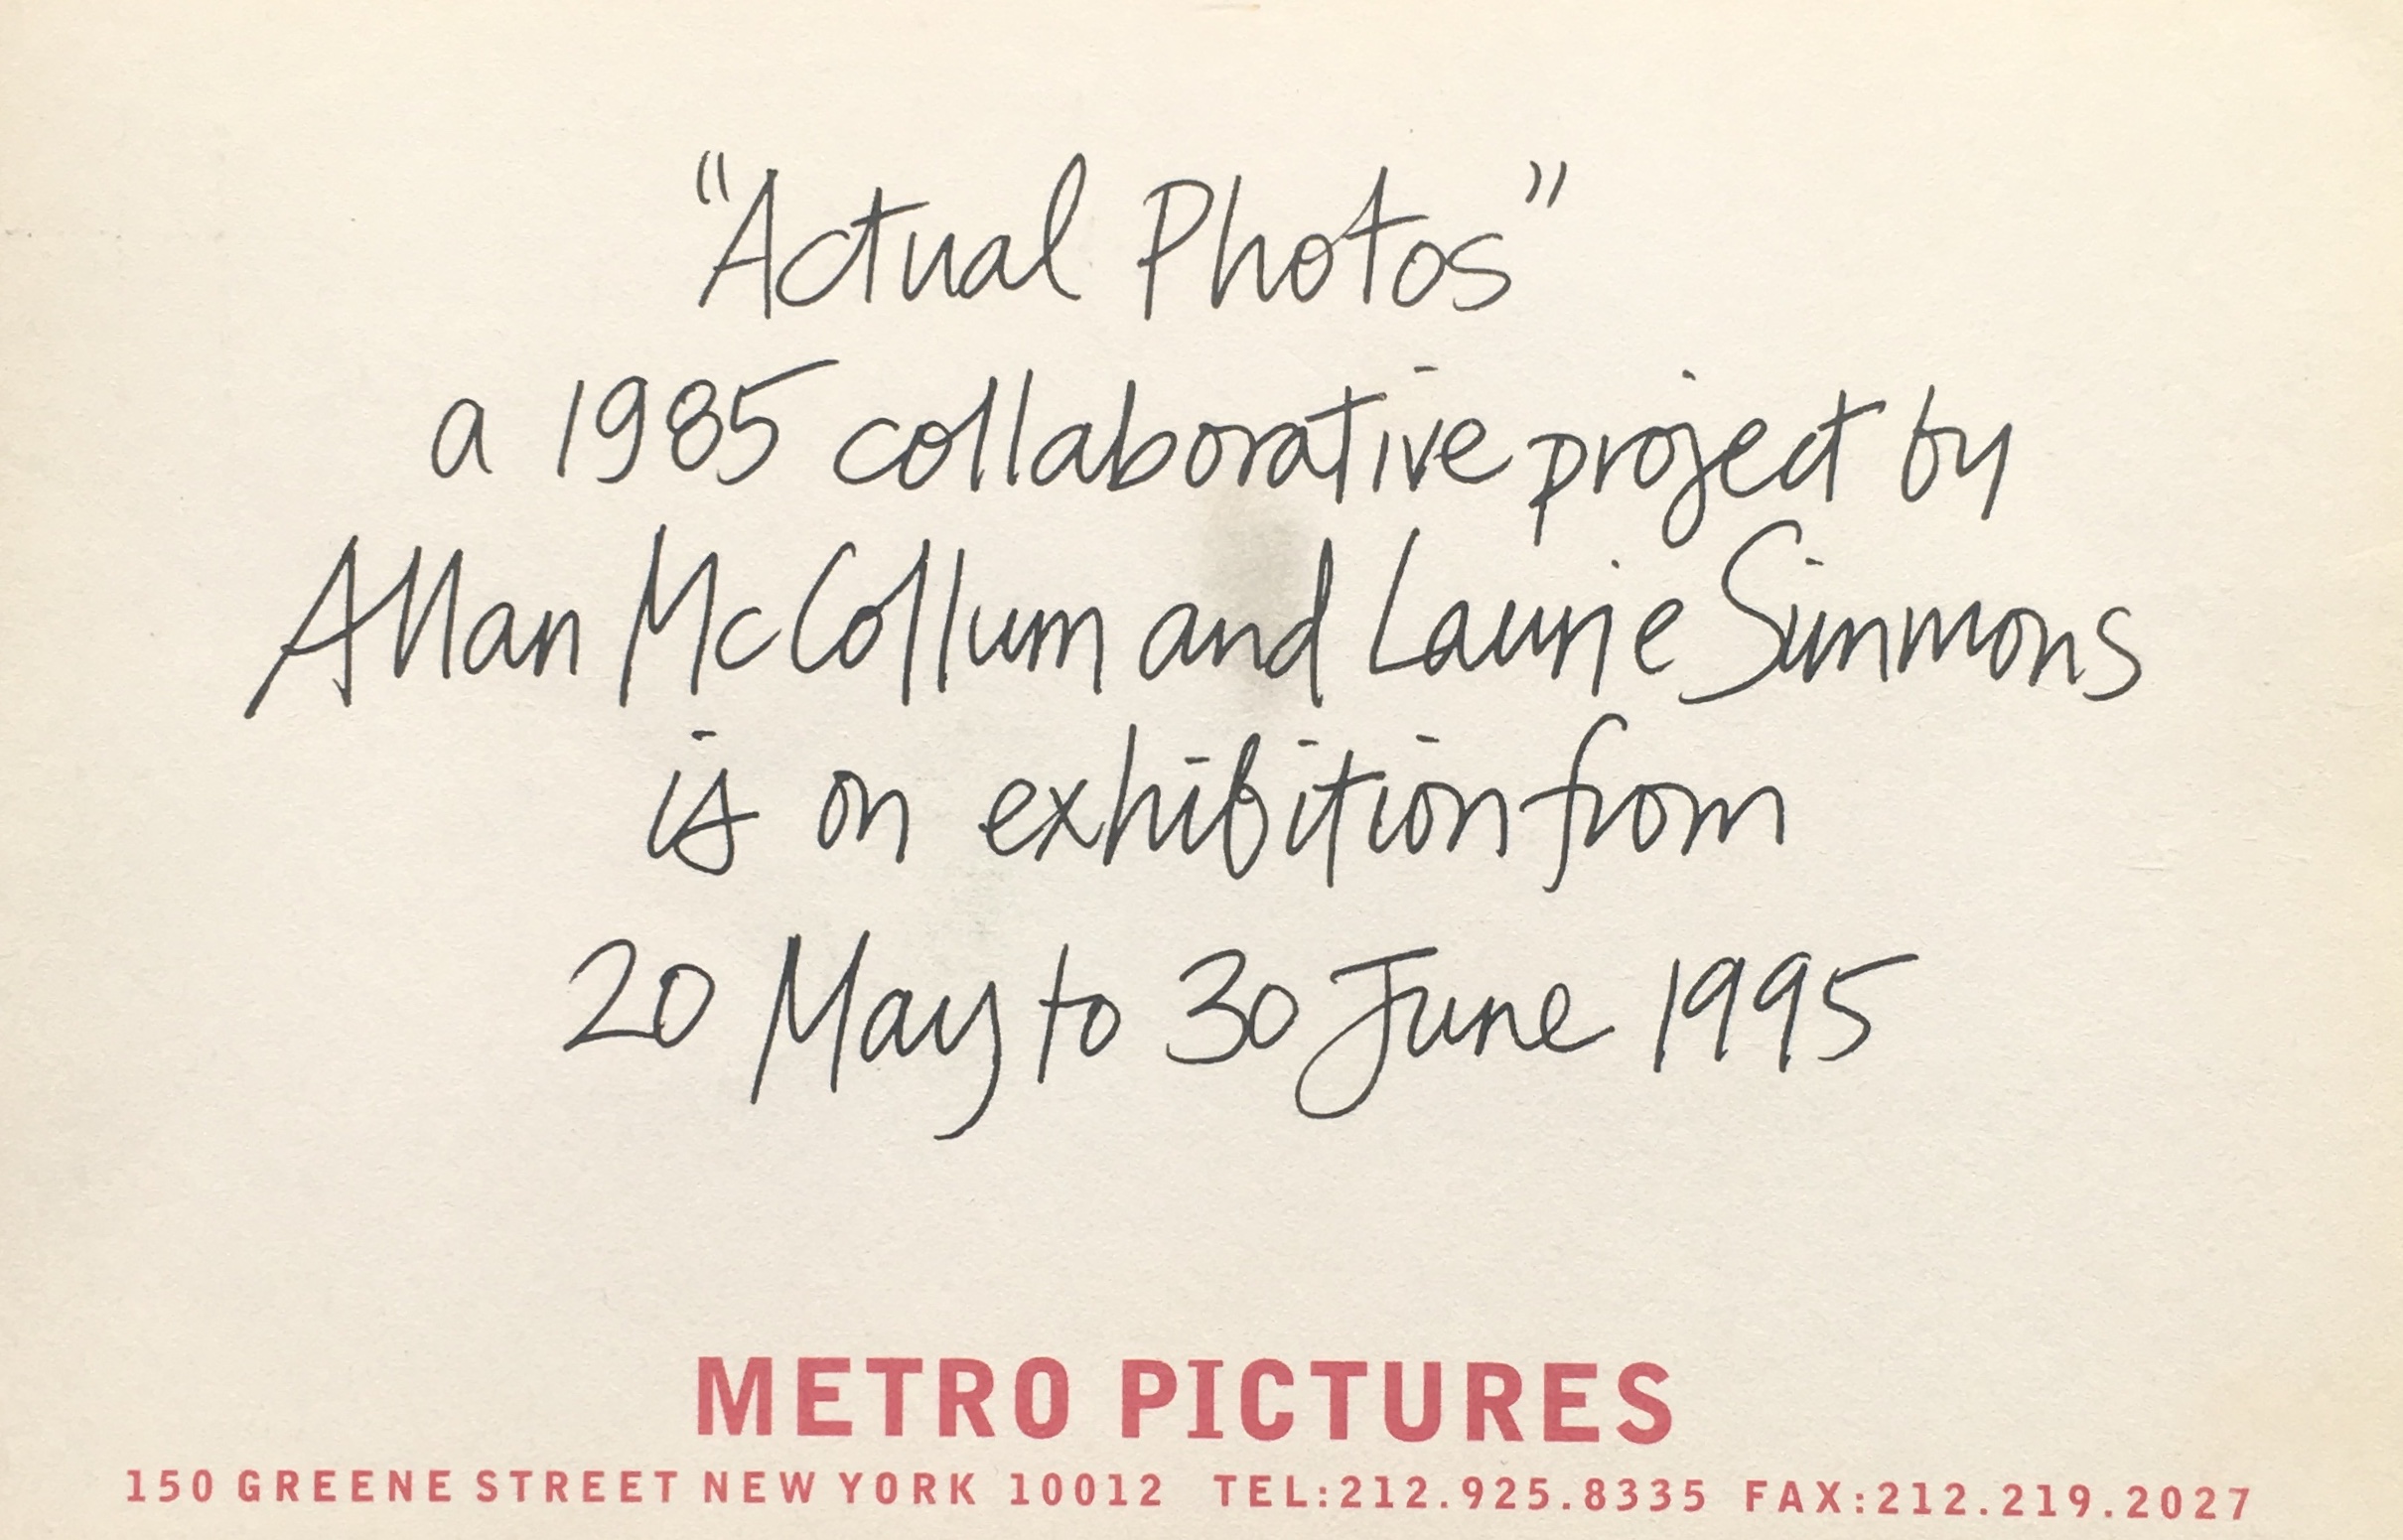 “Actual Photos”
a 1985 collaborative project by
Allan McCollum and Laurie Simmons
is on exhibition from
20 May to 30 June 1995
METRO PICTURES
150 GREENE STREET NEW YORK 10012 TEL:212.925.8335 FAX:212.219.2027